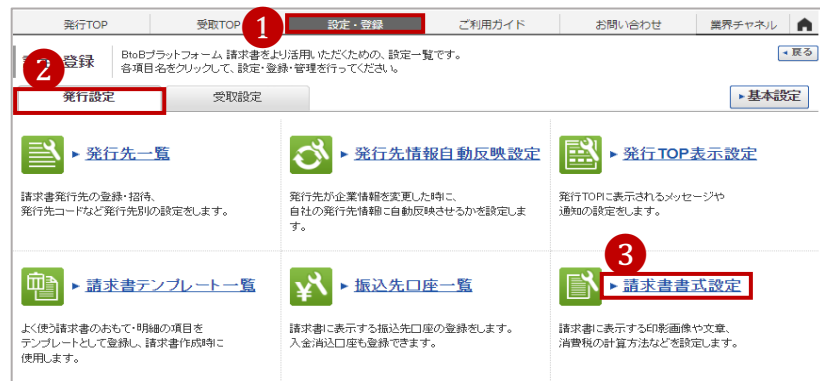 発行TOP 受取TOP 1 設定・登録 ご利用ガイド お問い合わせ 業界チャネル
2 登録 BtoBプラットフォーム 請求書をより活用いただくための、設定一覧です。 戻る
各項目名をクリックして、設定・登録・管理を行ってください。
発行設定 受取設定 基本設定
発行先一覧
請求書発行先の登録・招待、
発行先コードなど発行先別の設定をします。
発行先情報自動反映設定
発行先が企業情報を変更した時に、
自社の発行先情報に自動反映させるかを設定しま
す。
発行TOP表示設定
発行TOPに表示されるメッセージや
通知の設定をします。
3
請求書テンプレート一覧
よく使う請求書のおもて・明細の項目を
テンプレートとして登録し、請求書作成時に
使用します。
振込先口座一覧
請求書に表示する振込先口座の登録をします。
入金消込口座も登録できます。
請求書書式設定
請求書に表示する印影画像や文章、
消費税の計算方法などを設定します。